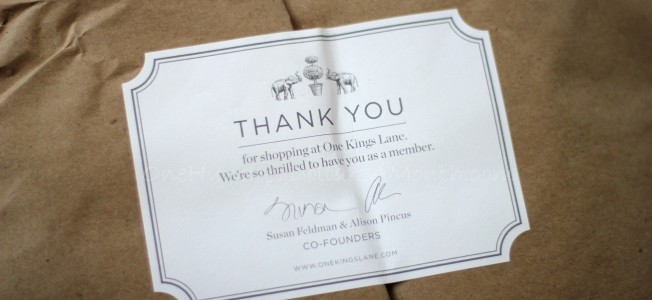 THANK YOU
for shopping at One Kings Lane.
We're so thrilled to have you as a member.
Susan Feldman & Alison Pincus
CO-FOUNDERS
WWW.ONEKINGSLANE.COM